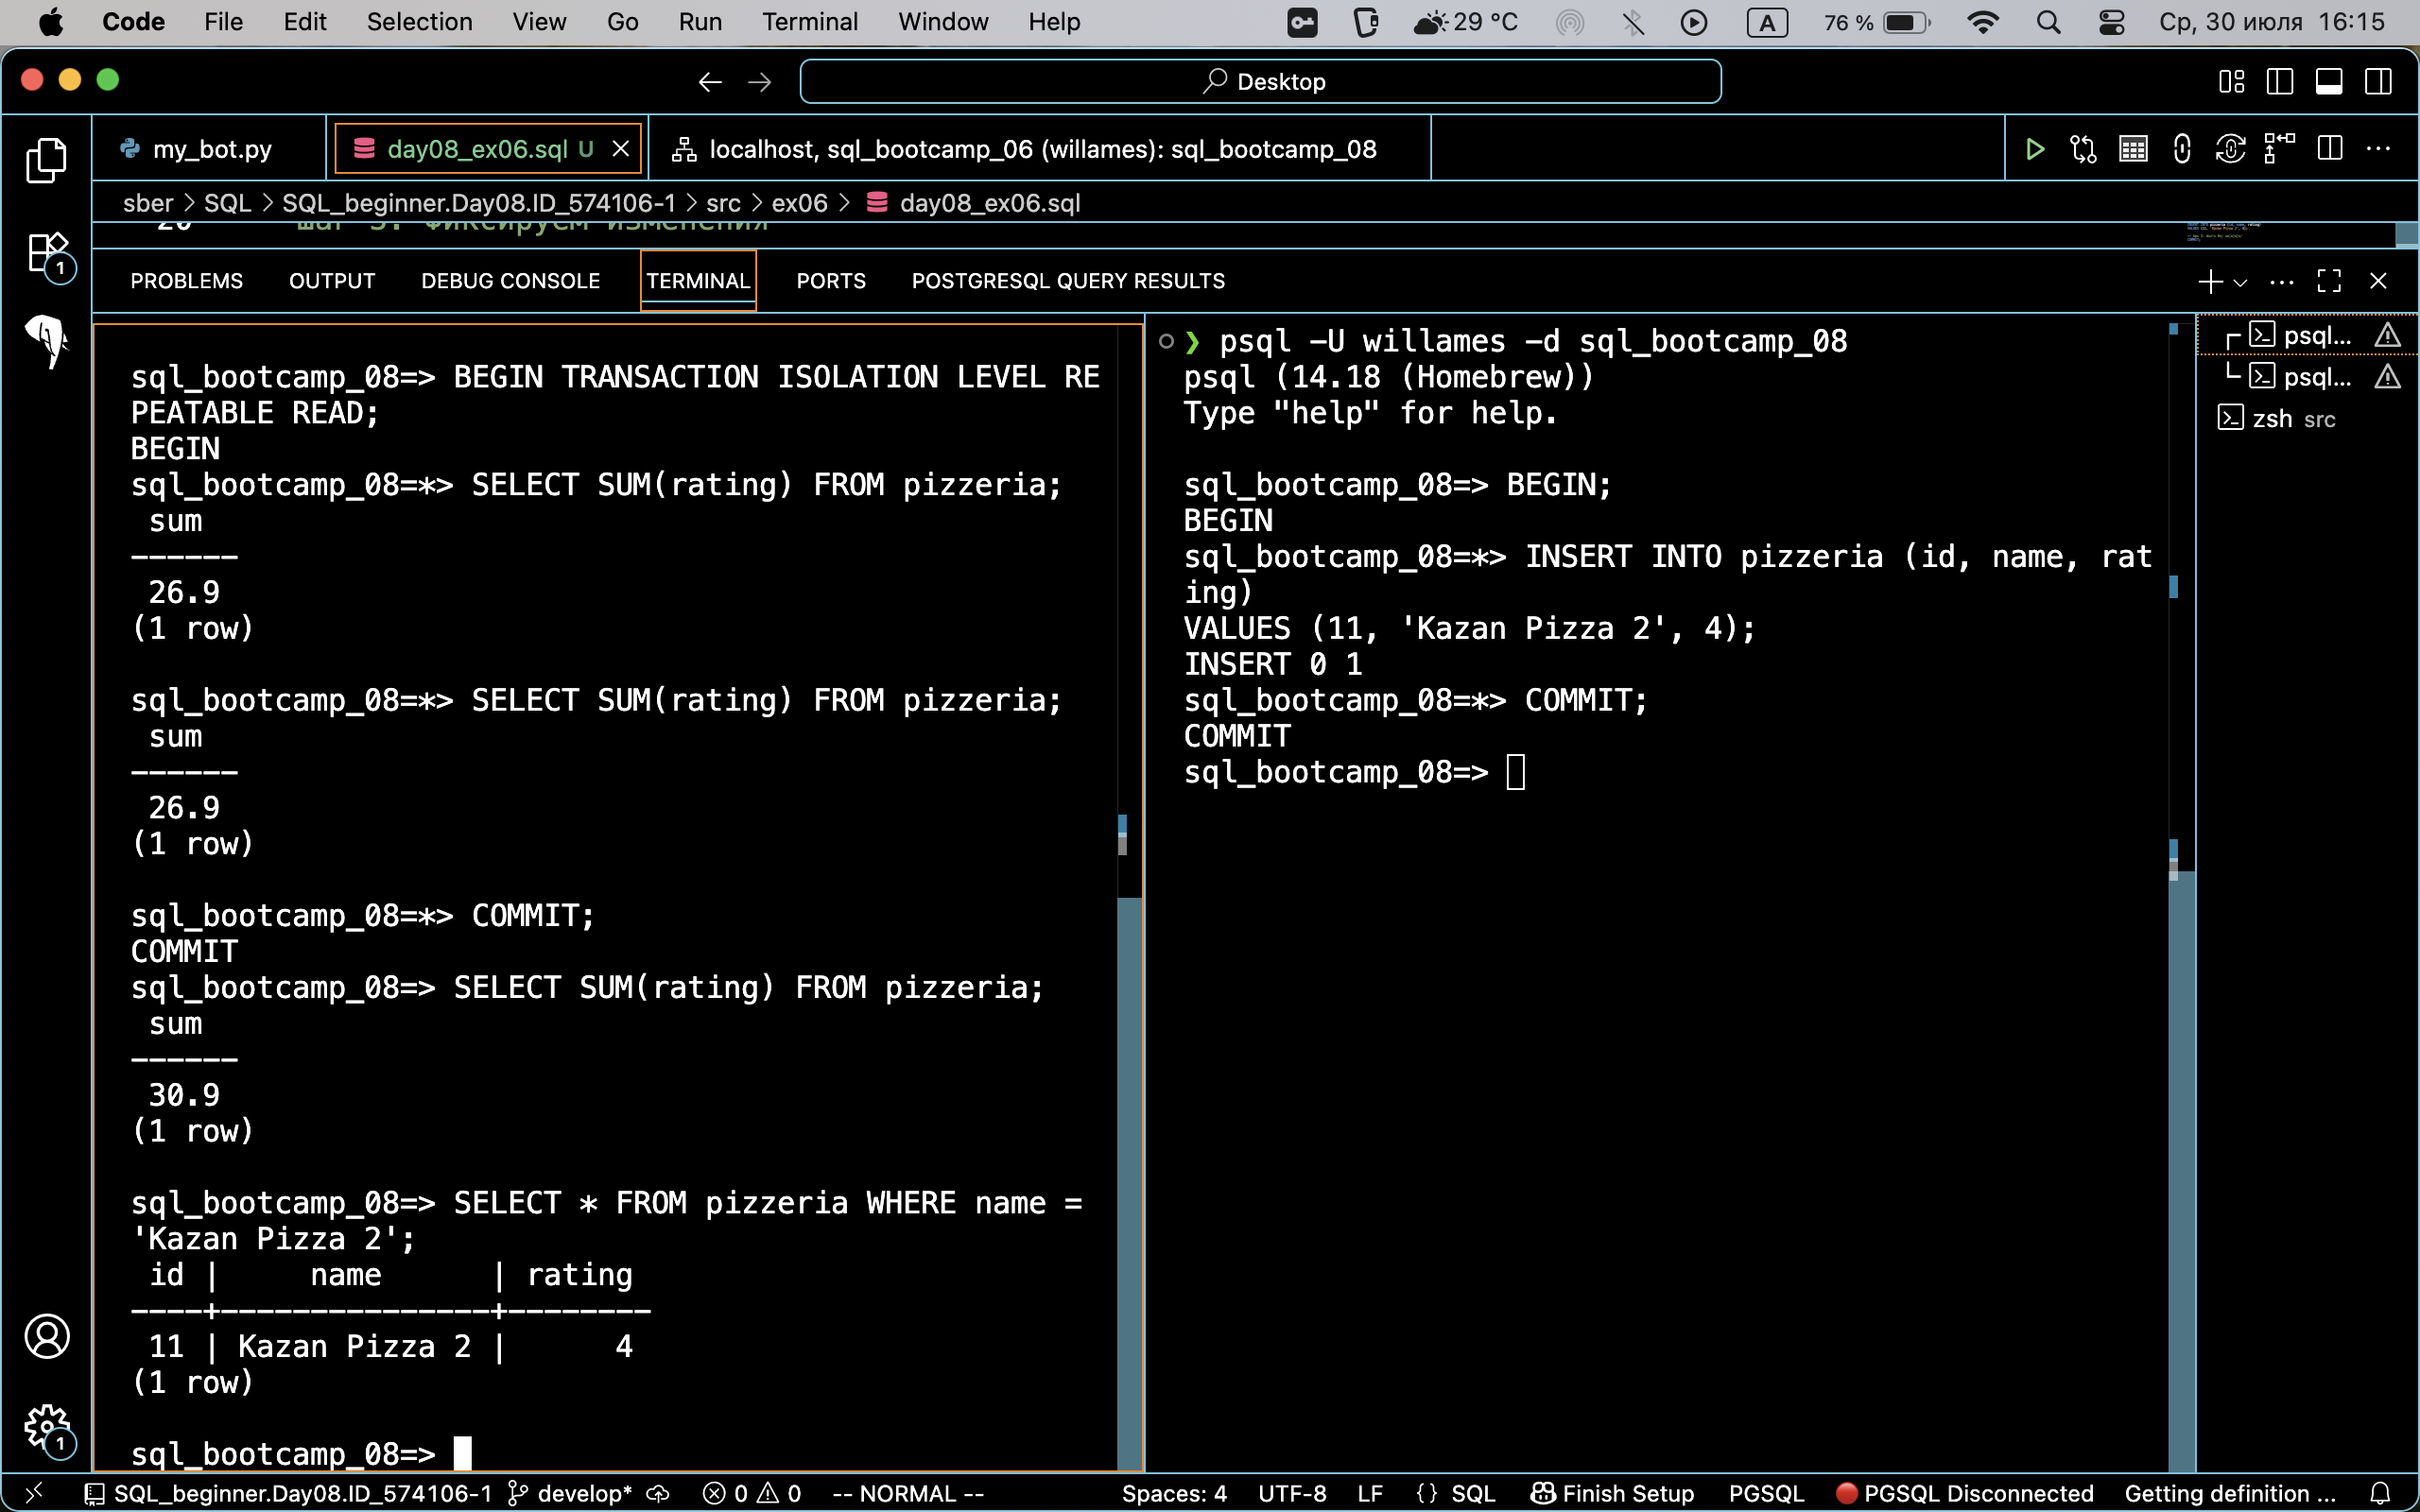 Code File Edit Selection View Go Run Terminal Window Help 29 °C A 76 % Ср, 30 июля 16:15
Desktop
my_bot.py day08_ex06.sql U localhost, sql_bootcamp_06 (willames): sql_bootcamp_08
sber > SQL > SQL_beginner.Day08.ID_574106-1 > src > ex06 > day08_ex06.sql
PROBLEMS OUTPUT DEBUG CONSOLE TERMINAL PORTS POSTGRESQL QUERY RESULTS
1
sql_bootcamp_08=> BEGIN TRANSACTION ISOLATION LEVEL RE
PEATABLE READ;
BEGIN
sql_bootcamp_08=*> SELECT SUM(rating) FROM pizzeria;
sum
------
26.9
(1 row)
sql_bootcamp_08=*> SELECT SUM(rating) FROM pizzeria;
sum
------
26.9
(1 row)
sql_bootcamp_08=*> COMMIT;
COMMIT
sql_bootcamp_08=> SELECT SUM(rating) FROM pizzeria;
sum
------
30.9
(1 row)
sql_bootcamp_08=> SELECT * FROM pizzeria WHERE name =
'Kazan Pizza 2';
id | name | rating
----+---------------+--------
11 | Kazan Pizza 2 | 4
(1 row)
sql_bootcamp_08=>
❯ psql -U willames -d sql_bootcamp_08
psql (14.18 (Homebrew))
Type "help" for help.
sql_bootcamp_08=> BEGIN;
BEGIN
sql_bootcamp_08=*> INSERT INTO pizzeria (id, name, rat
ing)
VALUES (11, 'Kazan Pizza 2', 4);
INSERT 0 1
sql_bootcamp_08=*> COMMIT;
COMMIT
sql_bootcamp_08=>
psql...
psql...
zsh src
1
SQL_beginner.Day08.ID_574106-1 develop* 0 0 -- NORMAL -- Spaces: 4 UTF-8 LF {} SQL Finish Setup PGSQL PGSQL Disconnected Getting definition ...